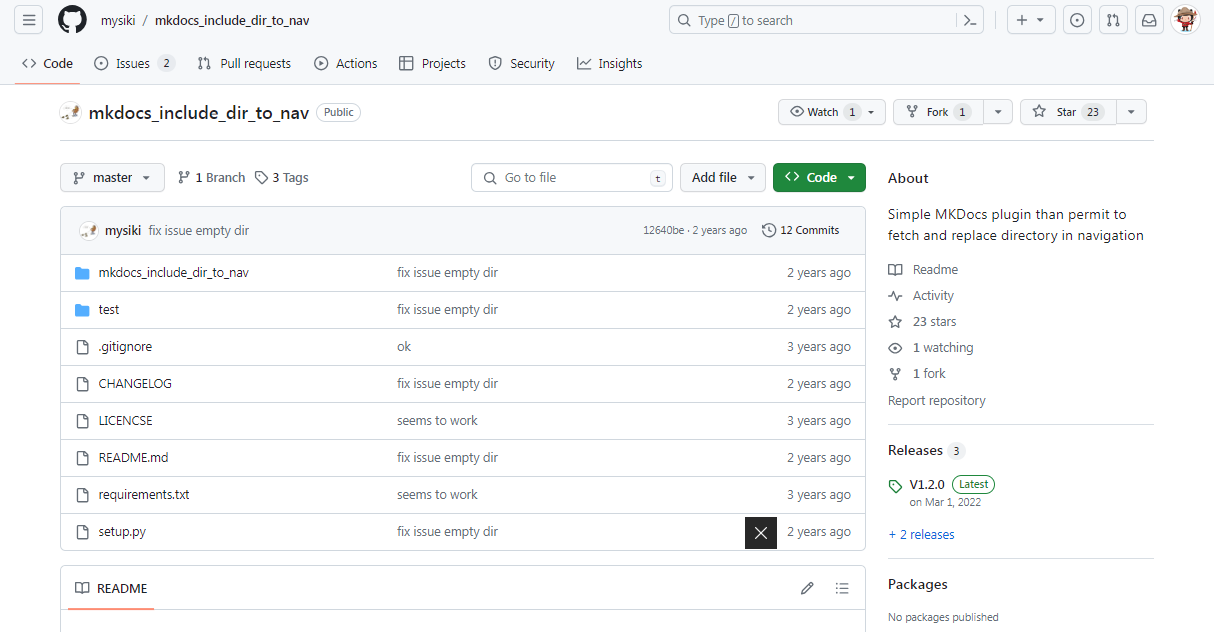 mysiki / mkdocs_include_dir_to_nav
Type / to search
Code
Issues 2
Pull requests
Actions
Projects
Security
Insights
mkdocs_include_dir_to_nav Public
Watch 1
Fork 1
Star 23
master
1 Branch
3 Tags
Go to file t
Add file
Code
mysiki fix issue empty dir 12640be · 2 years ago 12 Commits
mkdocs_include_dir_to_nav fix issue empty dir 2 years ago
test fix issue empty dir 2 years ago
.gitignore ok 3 years ago
CHANGELOG fix issue empty dir 2 years ago
LICENCSE seems to work 3 years ago
README.md fix issue empty dir 2 years ago
requirements.txt seems to work 3 years ago
setup.py fix issue empty dir 2 years ago
README
About
Simple MKDocs plugin than permit to
fetch and replace directory in navigation
Readme
Activity
23 stars
1 watching
1 fork
Report repository
Releases 3
V1.2.0 Latest
on Mar 1, 2022
+ 2 releases
Packages
No packages published